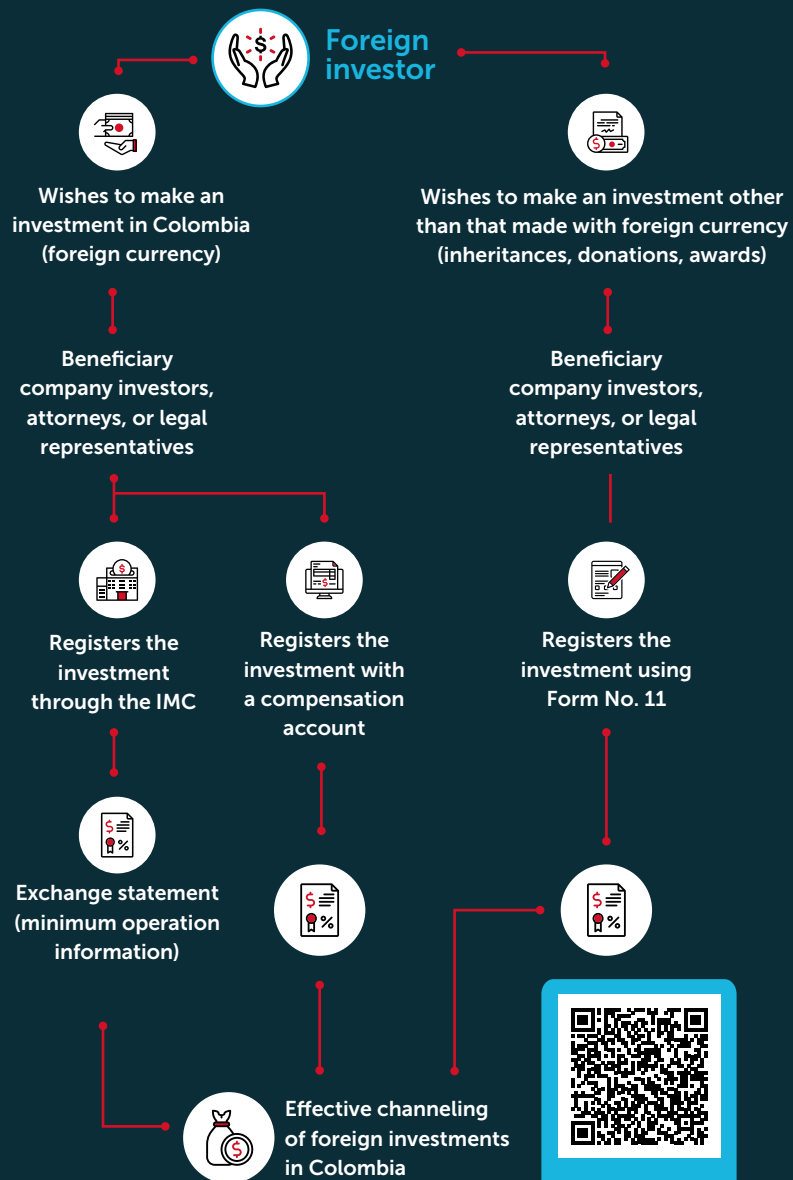 Foreign
investor
Wishes to make an
investment in Colombia
(foreign currency)
Wishes to make an investment other
than that made with foreign currency
(inheritances, donations, awards)
Beneficiary
company investors,
attorneys, or legal
representatives
Beneficiary
company investors,
attorneys, or legal
representatives
Registers the
investment
through the IMC
Registers the
investment with
a compensation
account
Registers the
investment using
Form No. 11
Exchange statement
(minimum operation
information)
Effective channeling
of foreign investments
in Colombia